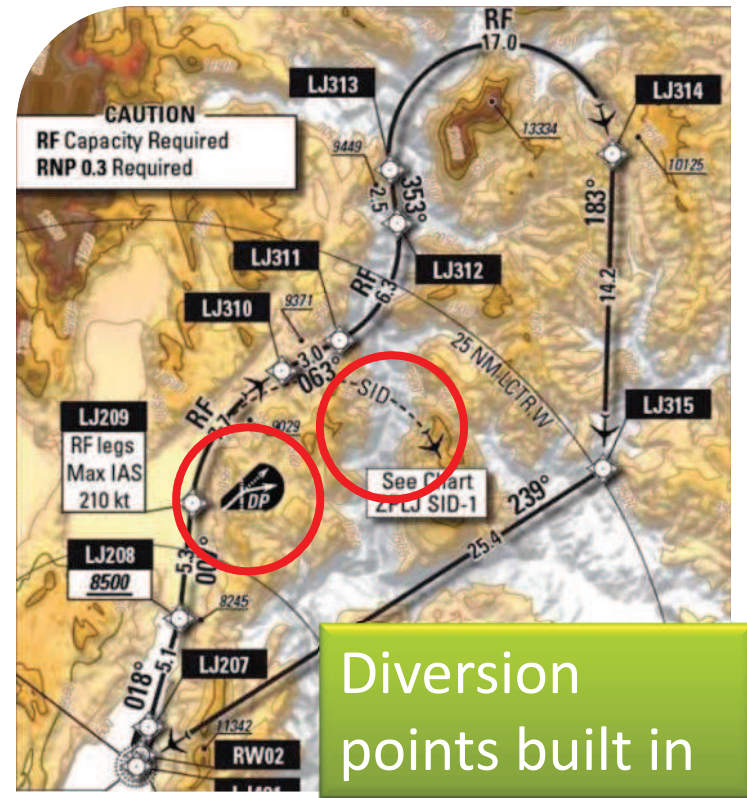 RF
17.0
LJ313
LJ314
CAUTION
RF Capacity Required
RNP 0.3 Required
9449
13334
10125
353°
2.5
183°
LJ311
LJ312
RF
6.3
14.2
LJ310
9371
3.0
063°
25 NM LCTR.W
SID
LJ315
RF
LJ209
RF legs
Max IAS
210 kt
9029
DP
See Chart
ZPLJ SID-1
239°
25.4
LJ208
8500
5.3
8245
018°
5.1
LJ207
11342
RW02
Diversion
points built in